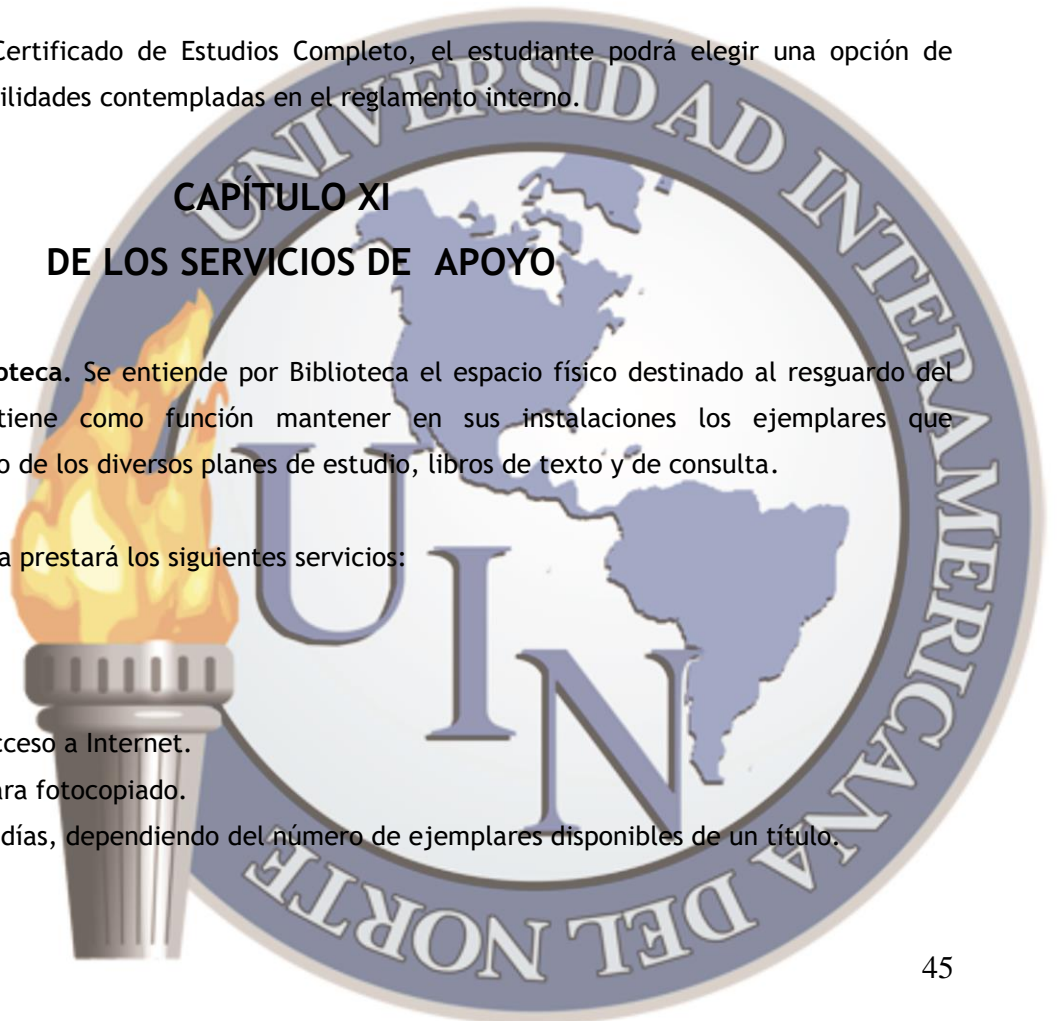 Certificado de Estudios Completo, el estudiante podrá elegir una opción de
ilidades contempladas en el reglamento interno.
CAPÍTULO XI
DE LOS SERVICIOS DE APOYO
oteca. Se entiende por Biblioteca el espacio físico destinado al resguardo del
tiene como función mantener en sus instalaciones los ejemplares que
o de los diversos planes de estudio, libros de texto y de consulta.
a prestará los siguientes servicios:
cceso a Internet.
ara fotocopiado.
días, dependiendo del número de ejemplares disponibles de un título.
UNIVERSIDAD INTERAMERICANA DEL NORTE
UIN
45